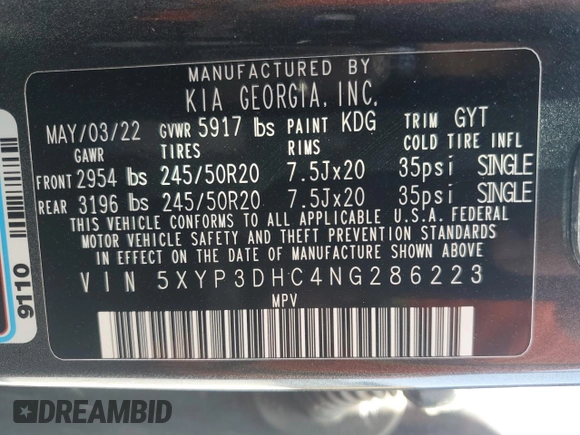 MANUFACTURED BY
KIA GEORGIA, INC.
MAY/03/22 GVWR 5917 lbs PAINT KDG TRIM GYT
GAWR TIRES RIMS COLD TIRE INFL
FRONT 2954 lbs 245/50R20 7.5Jx20 35psi SINGLE
REAR 3196 lbs 245/50R20 7.5Jx20 35psi SINGLE
THIS VEHICLE CONFORMS TO ALL APPLICABLE U.S.A. FEDERAL
MOTOR VEHICLE SAFETY AND THEFT PREVENTION STANDARDS
IN EFFECT ON THE DATE OF MANUFACTURE SHOWN ABOVE
VIN 5XYP3DHC4NG286223
MPV
9110
DREAMBID